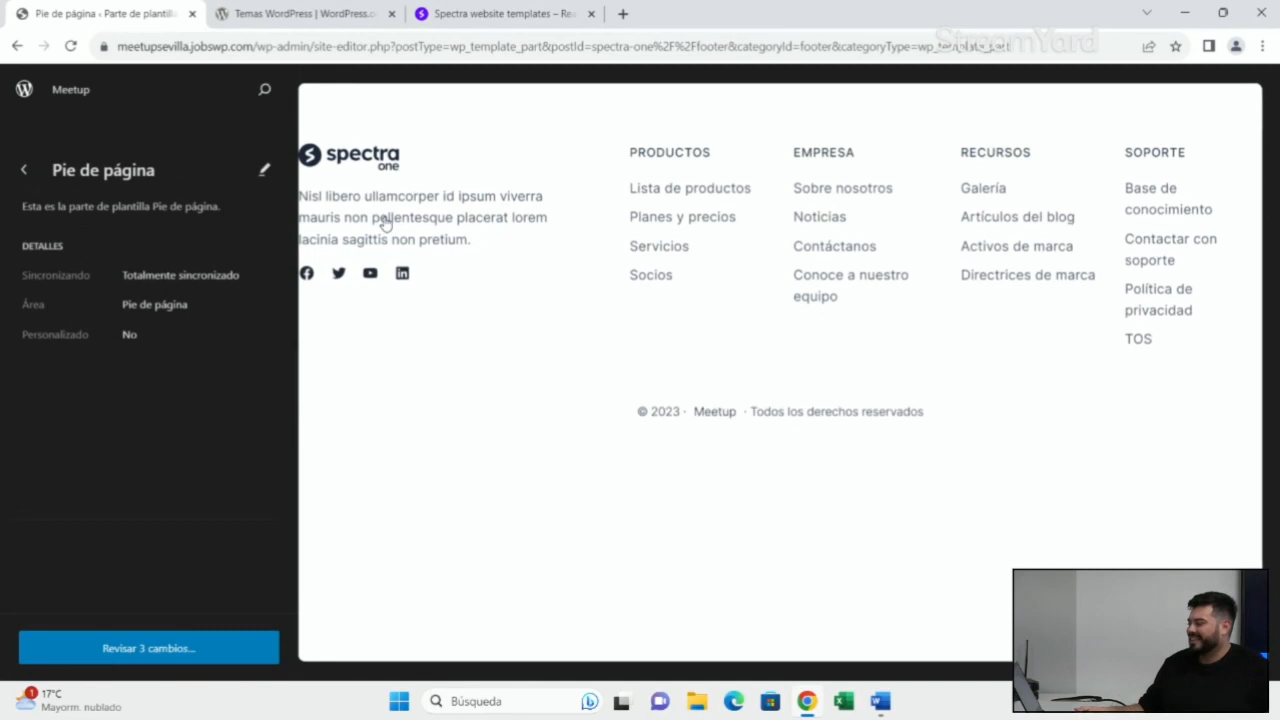 Pie de página ‹ Parte de plantilla
Temas WordPress | WordPress.o
Spectra website templates – Re
meetupsevilla.jobswp.com/wp-admin/site-editor.php?postType=wp_template_part&postId=spectra-one%2F%2Ffooter&categoryId=footer&categoryType=wp_template_part
StreamYard
Meetup
Pie de página
Esta es la parte de plantilla Pie de página.
DETALLES
Sincronizando Totalmente sincronizado
Área Pie de página
Personalizado No
Revisar 3 cambios...
spectra
one
Nisl libero ullamcorper id ipsum viverra
mauris non pellentesque placerat lorem
lacinia sagittis non pretium.
PRODUCTOS
Lista de productos
Planes y precios
Servicios
Socios
EMPRESA
Sobre nosotros
Noticias
Contáctanos
Conoce a nuestro
equipo
RECURSOS
Galería
Artículos del blog
Activos de marca
Directrices de marca
SOPORTE
Base de
conocimiento
Contactar con
soporte
Política de
privacidad
TOS
© 2023 · Meetup · Todos los derechos reservados
1
17°C
Mayorm. nublado
Búsqueda